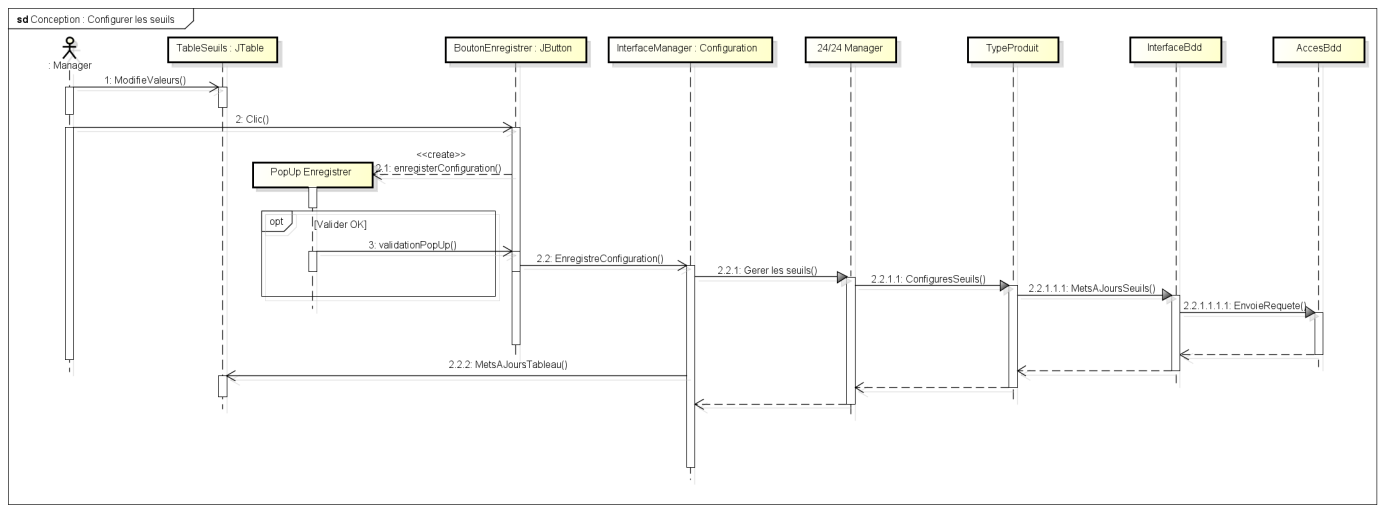 sd Conception : Configurer les seuils
: Manager
TableSeuils : JTable
BoutonEnregistrer : JButton
InterfaceManager : Configuration
24/24 Manager
TypeProduit
InterfaceBdd
AccesBdd
1: ModifieValeurs()
2: Clic()
<<create>>
2.1: enregisterConfiguration()
PopUp Enregistrer
opt
[Valider OK]
3: validationPopUp()
2.2: EnregistreConfiguration()
2.2.1: Gerer les seuils()
2.2.1.1: ConfiguresSeuils()
2.2.1.1.1: MetsAJoursSeuils()
2.2.1.1.1.1: EnvoieRequete()
2.2.2: MetsAJoursTableau()